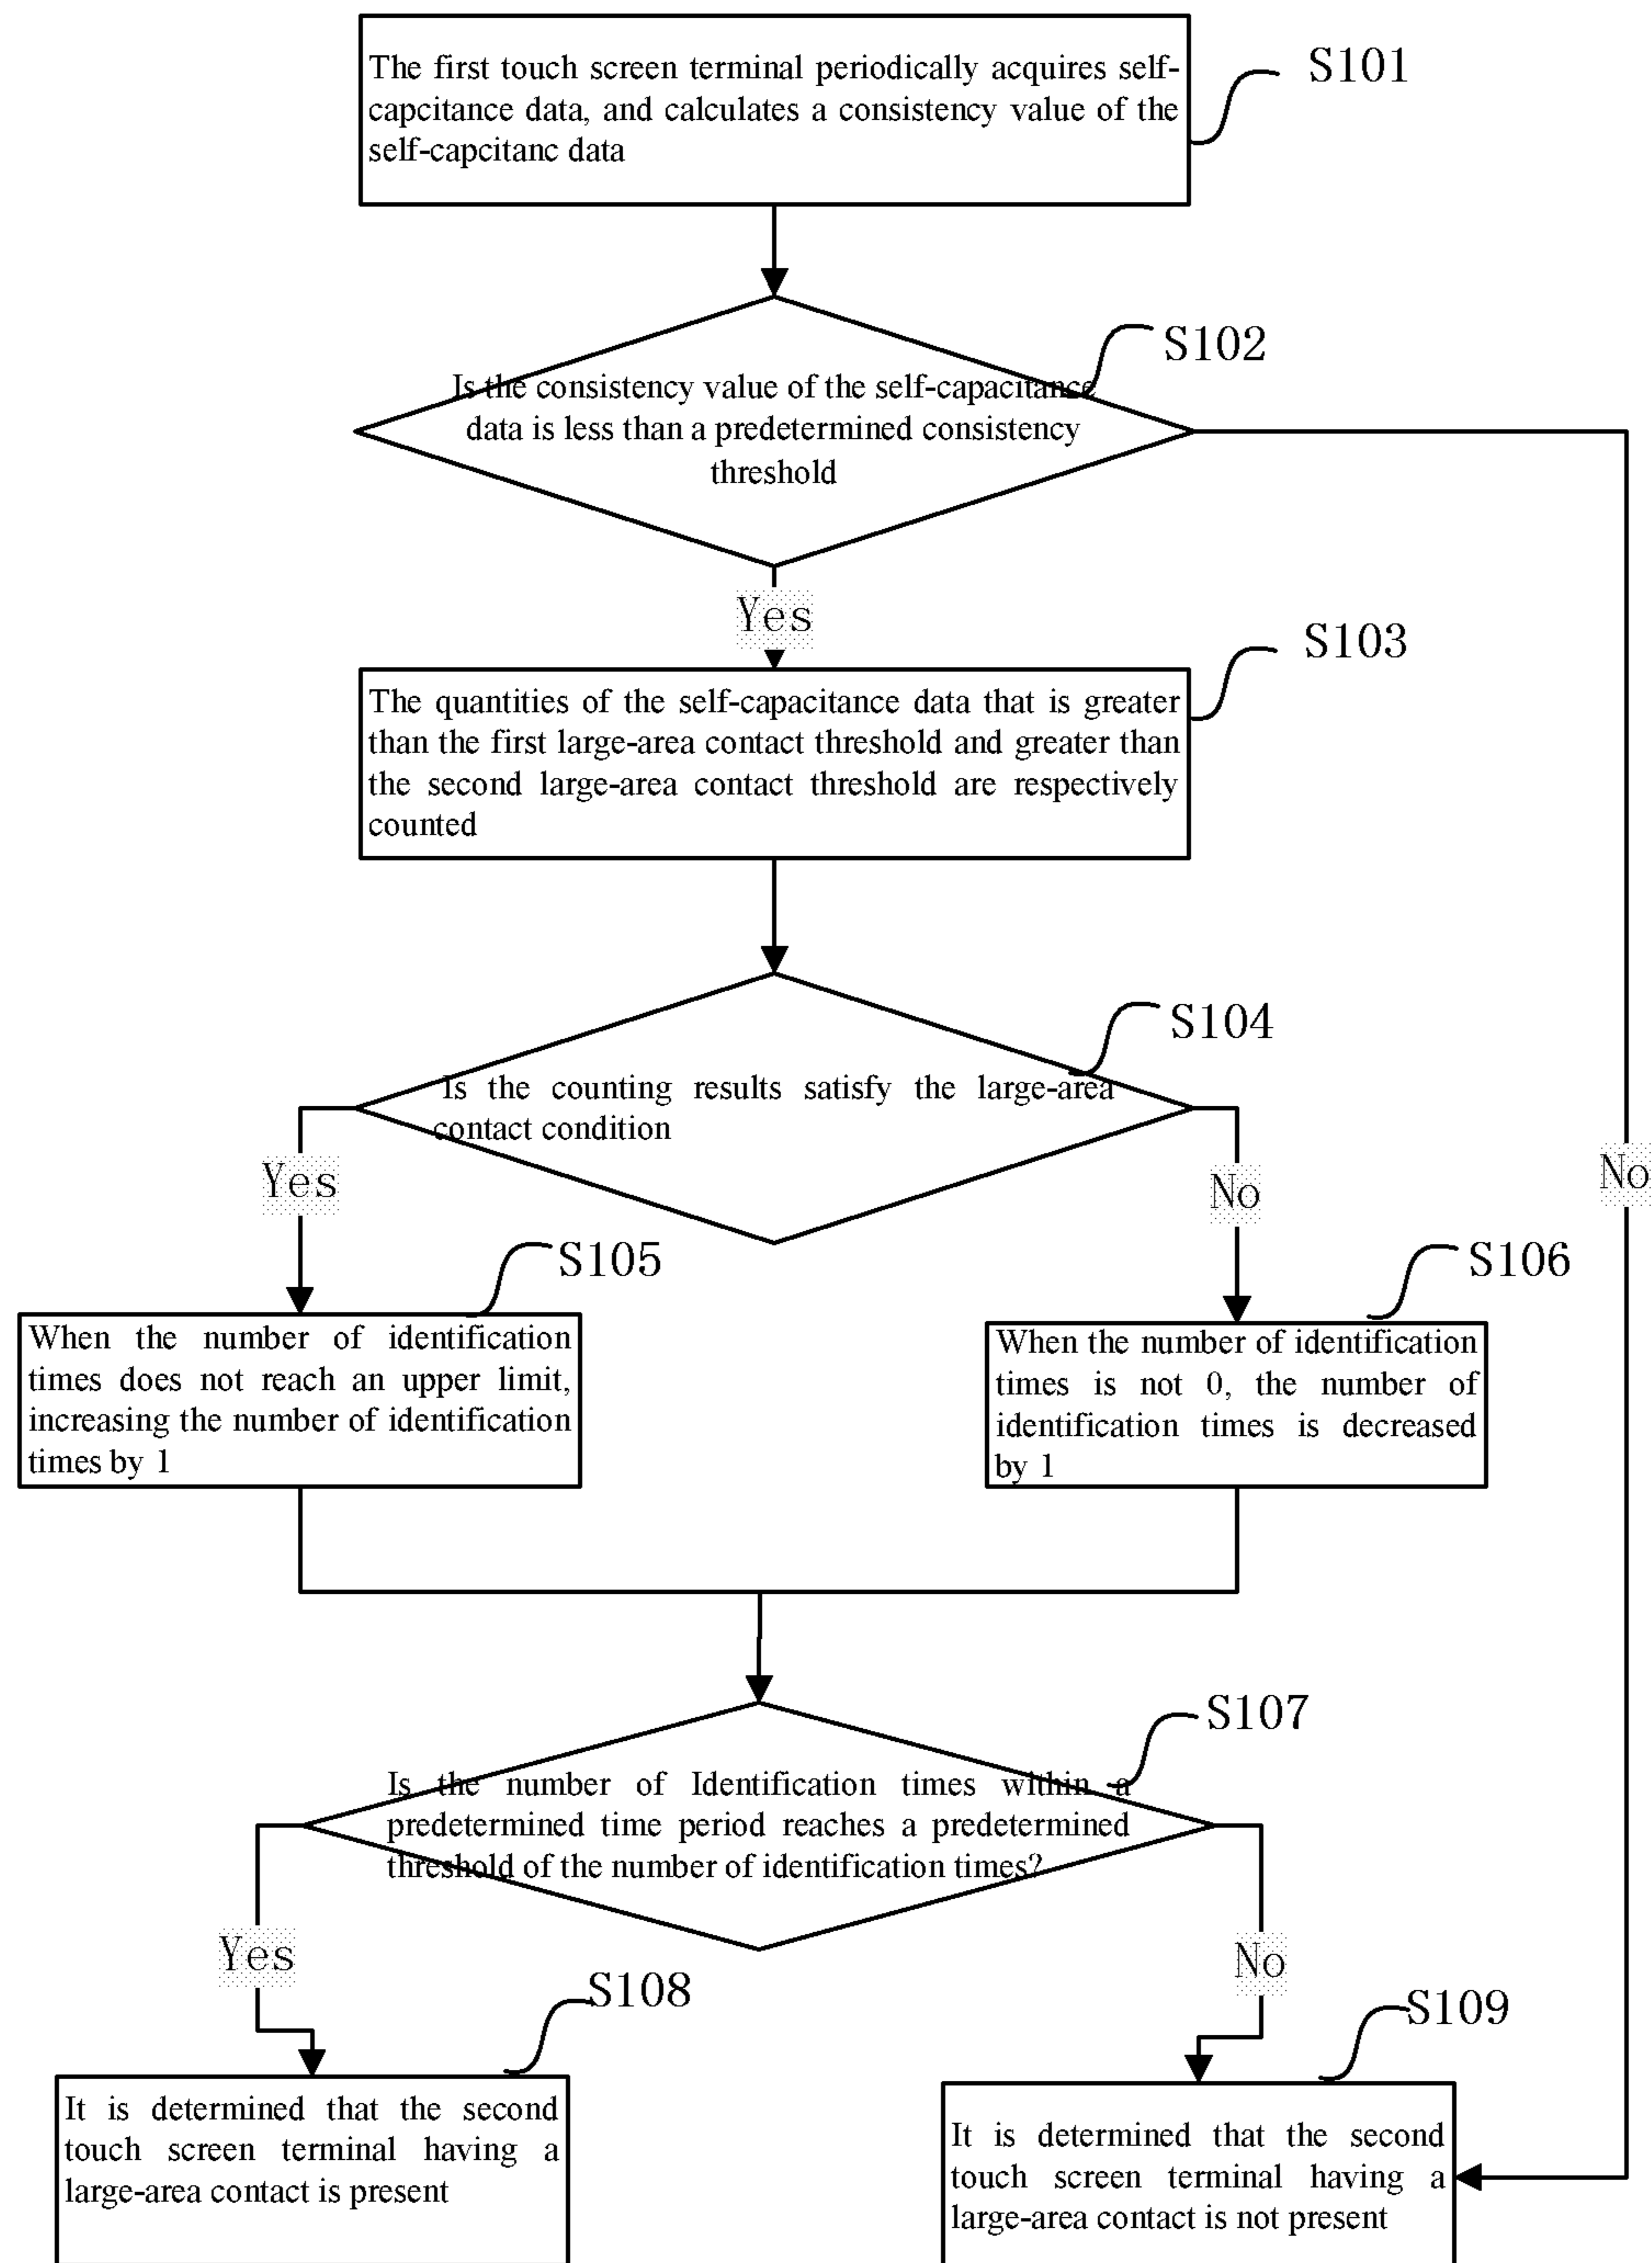 The first touch screen terminal periodically acquires self-
capcitance data, and calculates a consistency value of the
self-capcitanc data
S101
S102
Is the consistency value of the self-capacitance
data is less than a predetermined consistency
threshold
Yes
S103
The quantities of the self-capacitance data that is greater
than the first large-area contact threshold and greater than
the second large-area contact threshold are respectively
counted
S104
Is the counting results satisfy the large-area
contact condition
Yes
No
No
S105
S106
When the number of identification
times does not reach an upper limit,
increasing the number of identification
times by 1
When the number of identification
times is not 0, the number of
identification times is decreased
by 1
S107
Is the number of Identification times within a
predetermined time period reaches a predetermined
threshold of the number of identification times?
Yes
No
S108
S109
It is determined that the second
touch screen terminal having a
large-area contact is present
It is determined that the second
touch screen terminal having a
large-area contact is not present